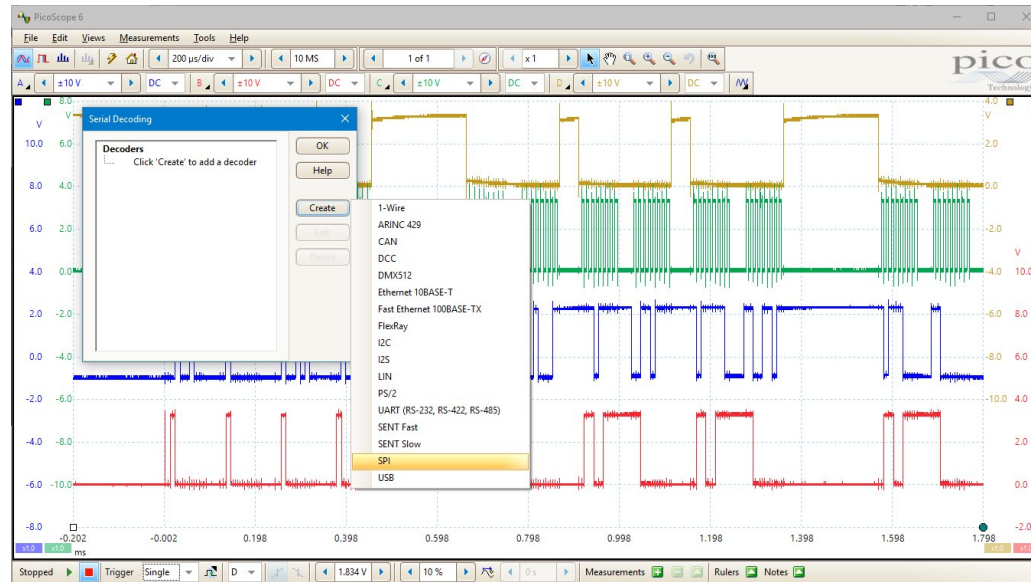 PicoScope 6
File Edit Views Measurements Tools Help
200 µs/div 10 MS 1 of 1 x 1
pico
Technology
A ±10 V DC B ±10 V DC C ±10 V DC D ±10 V DC
Serial Decoding
Decoders
Click 'Create' to add a decoder
OK
Help
Create
Edit
Delete
1-Wire
ARINC 429
CAN
DCC
DMX512
Ethernet 10BASE-T
Fast Ethernet 100BASE-TX
FlexRay
I2C
I2S
LIN
PS/2
UART (RS-232, RS-422, RS-485)
SENT Fast
SENT Slow
SPI
USB
V
10.0
8.0
6.0
4.0
2.0
0.0
-2.0
-4.0
-6.0
-8.0
8.0
V
6.0
4.0
2.0
0.0
-2.0
-4.0
-6.0
-8.0
-10.0
4.0
V
2.0
0.0
-2.0
-4.0
-6.0
-8.0
-10.0
V
10.0
8.0
6.0
4.0
2.0
0.0
-2.0
-0.202 -0.002 0.198 0.398 0.598 0.798 0.998 1.198 1.398 1.598 1.798
x1.0 x1.0 ms x1.0 x1.0
Stopped Trigger Single D 1.834 V 10 % 0 s Measurements Rulers Notes